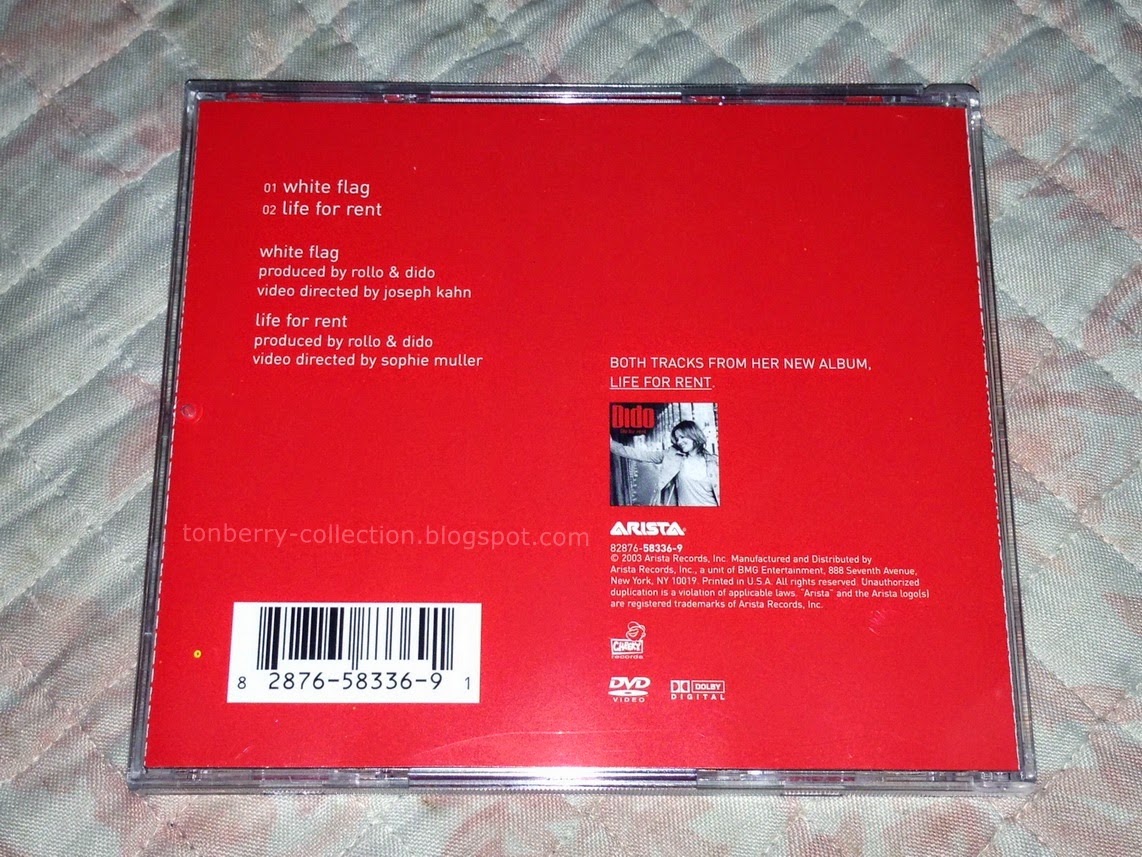 01 white flag
02 life for rent
white flag
produced by rollo & dido
video directed by joseph kahn
life for rent
produced by rollo & dido
video directed by sophie muller
BOTH TRACKS FROM HER NEW ALBUM,
LIFE FOR RENT.
Dido
life for rent
tonberry-collection.blogspot.com
ARISTA
82876-58336-9
© 2003 Arista Records, Inc. Manufactured and Distributed by
Arista Records, Inc., a unit of BMG Entertainment, 888 Seventh Avenue,
New York, NY 10019. Printed in U.S.A. All rights reserved. Unauthorized
duplication is a violation of applicable laws. "Arista" and the Arista logo(s)
are registered trademarks of Arista Records, Inc.
CHEEKY
records
DVD
VIDEO
DOLBY
DIGITAL
8 2876-58336-9 1